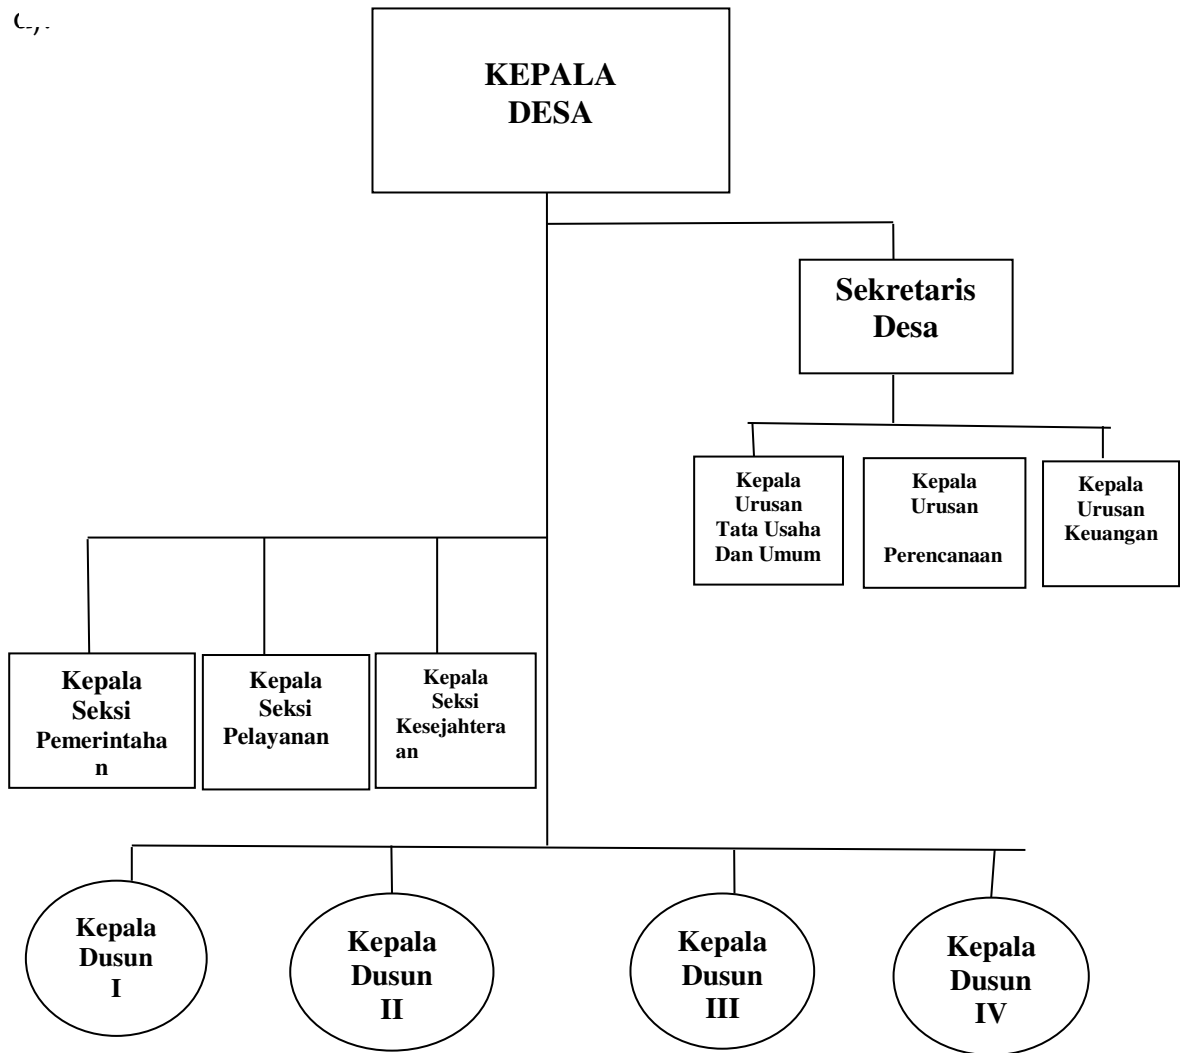 KEPALA
DESA
Sekretaris
Desa
Kepala
Urusan
Tata Usaha
Dan Umum
Kepala
Urusan
Perencanaan
Kepala
Urusan
Keuangan
Kepala
Seksi
Pemerintaha
n
Kepala
Seksi
Pelayanan
Kepala
Seksi
Kesejahtera
an
Kepala
Dusun
I
Kepala
Dusun
II
Kepala
Dusun
III
Kepala
Dusun
IV